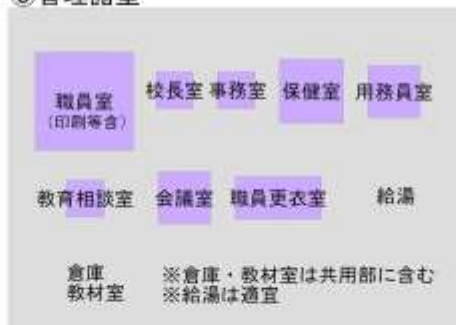 管理諸室
職員室
(印刷等含)
校長室
事務室
保健室
用務員室
教育相談室
会議室
職員更衣室
給湯
倉庫
教材室
※倉庫・教材室は共用部に含む
※給湯は適宜